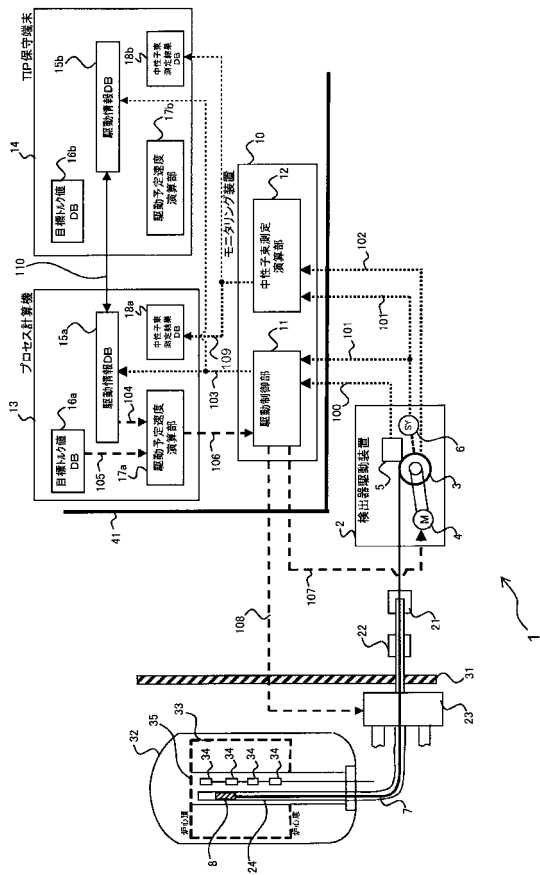 14
TIP保守端末
16b
目標トルク値
DB
15b
駆動情報DB
17b
駆動予定速度
演算部
18b
中性子束
測定結果
DB
110
13
プロセス計算機
16a
目標トルク値
DB
15a
駆動情報DB
104
105
17a
駆動予定速度
演算部
18a
中性子束
測定結果
DB
109
103
106
41
10
モニタリング装置
11
駆動制御部
12
中性子束測定
演算部
100
101
101
102
108
107
2
検出器駆動装置
5
SY
6
3
M
4
21
22
31
23
32
33
35
34
34
34
34
炉心頂
炉心底
8
24
7
1